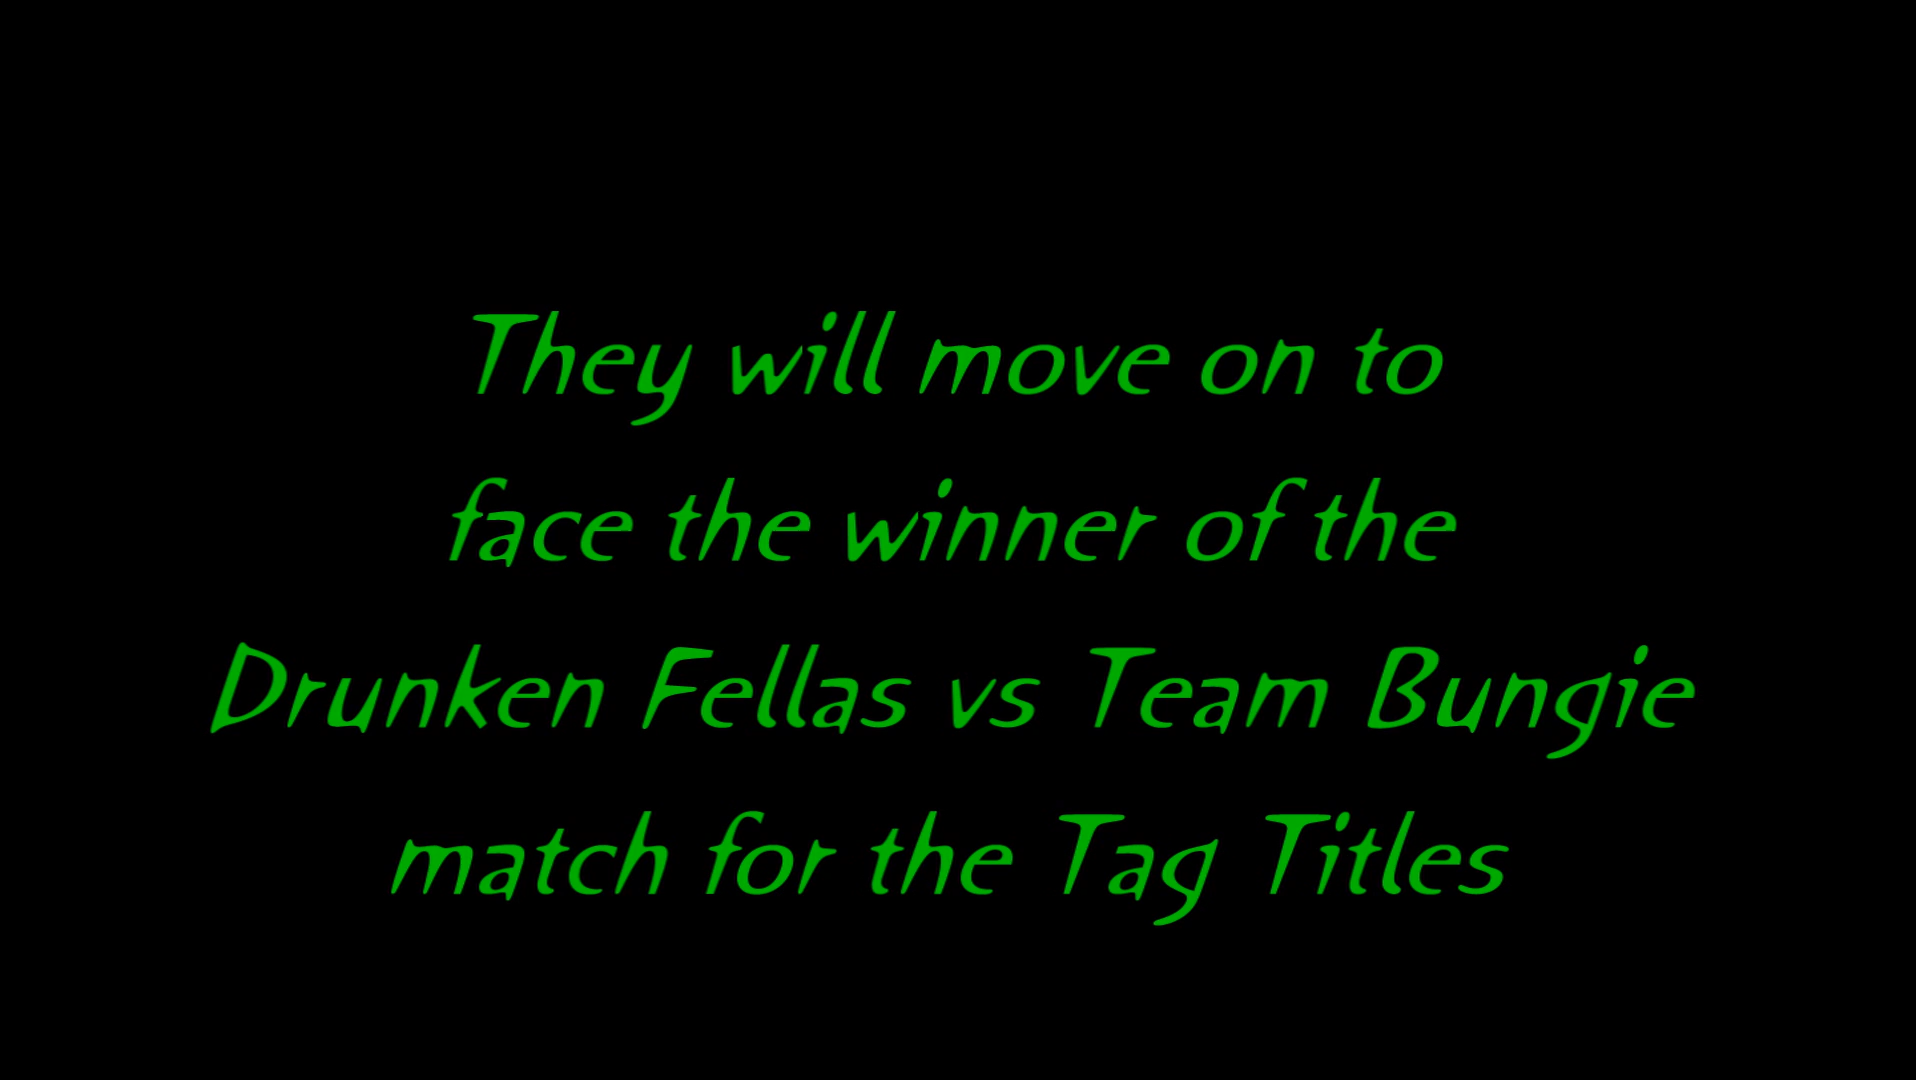 They will move on to
face the winner of the
Drunken Fellas vs Team Bungie
match for the Tag Titles